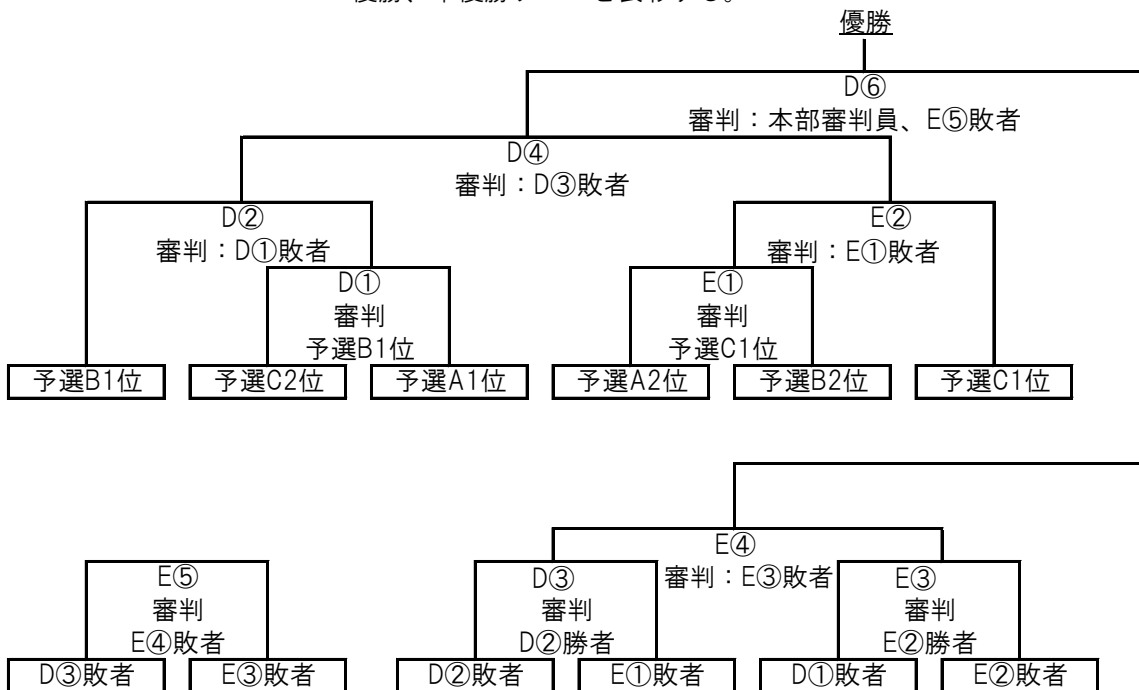 優勝
D⑥
審判：本部審判員、E⑤敗者
D④
審判：D③敗者
D②
審判：D①敗者
E②
審判：E①敗者
D①
審判
予選B1位
E①
審判
予選C1位
予選B1位
予選C2位
予選A1位
予選A2位
予選B2位
予選C1位
E④
審判：E③敗者
E⑤
審判
E④敗者
D③
審判
D②勝者
E③
審判
E②勝者
D③敗者
E③敗者
D②敗者
E①敗者
D①敗者
E②敗者